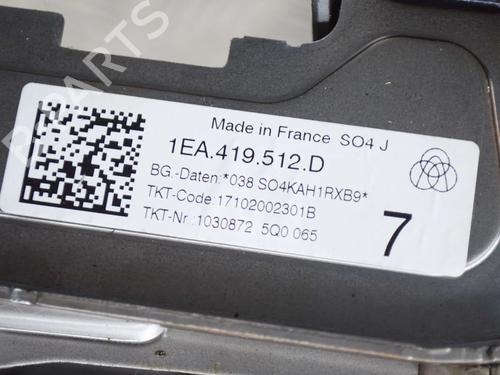 B-PARTS
Made in France SO4 J
1EA.419.512.D
BG.-Daten:*038 SO4KAH1RXB9*
TKT-Code:17102002301B
TKT-Nr.:1030872 .5Q0 065
7